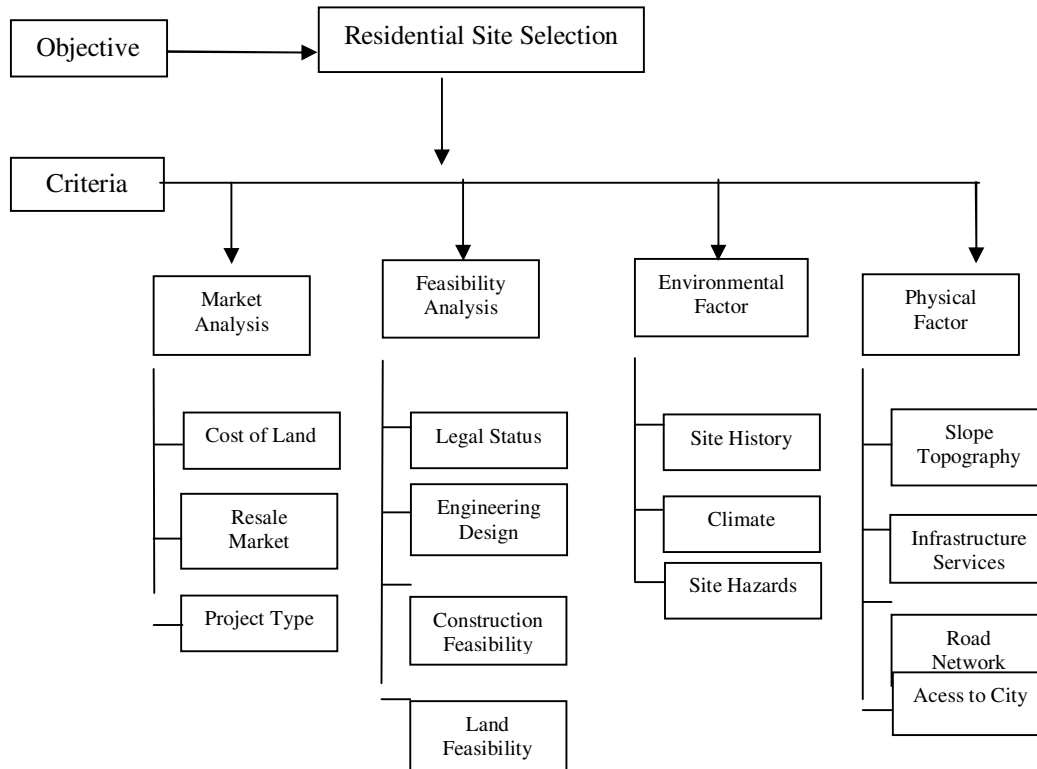 Objective
Residential Site Selection
Criteria
Market
Analysis
Feasibility
Analysis
Environmental
Factor
Physical
Factor
Cost of Land
Resale
Market
Project Type
Legal Status
Engineering
Design
Construction
Feasibility
Land
Feasibility
Site History
Climate
Site Hazards
Slope
Topography
Infrastructure
Services
Road
Network
Acess to City